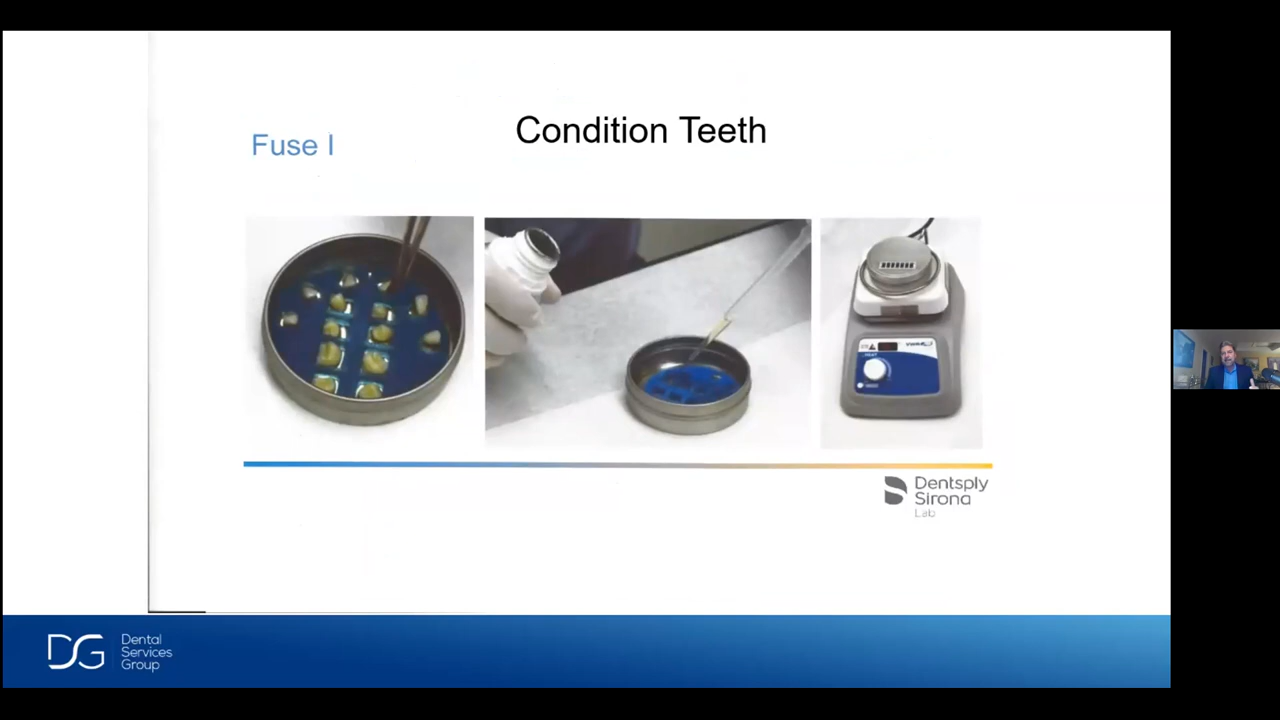 Condition Teeth
Fuse I
Dentsply
Sirona
Lab
DG
Dental
Services
Group